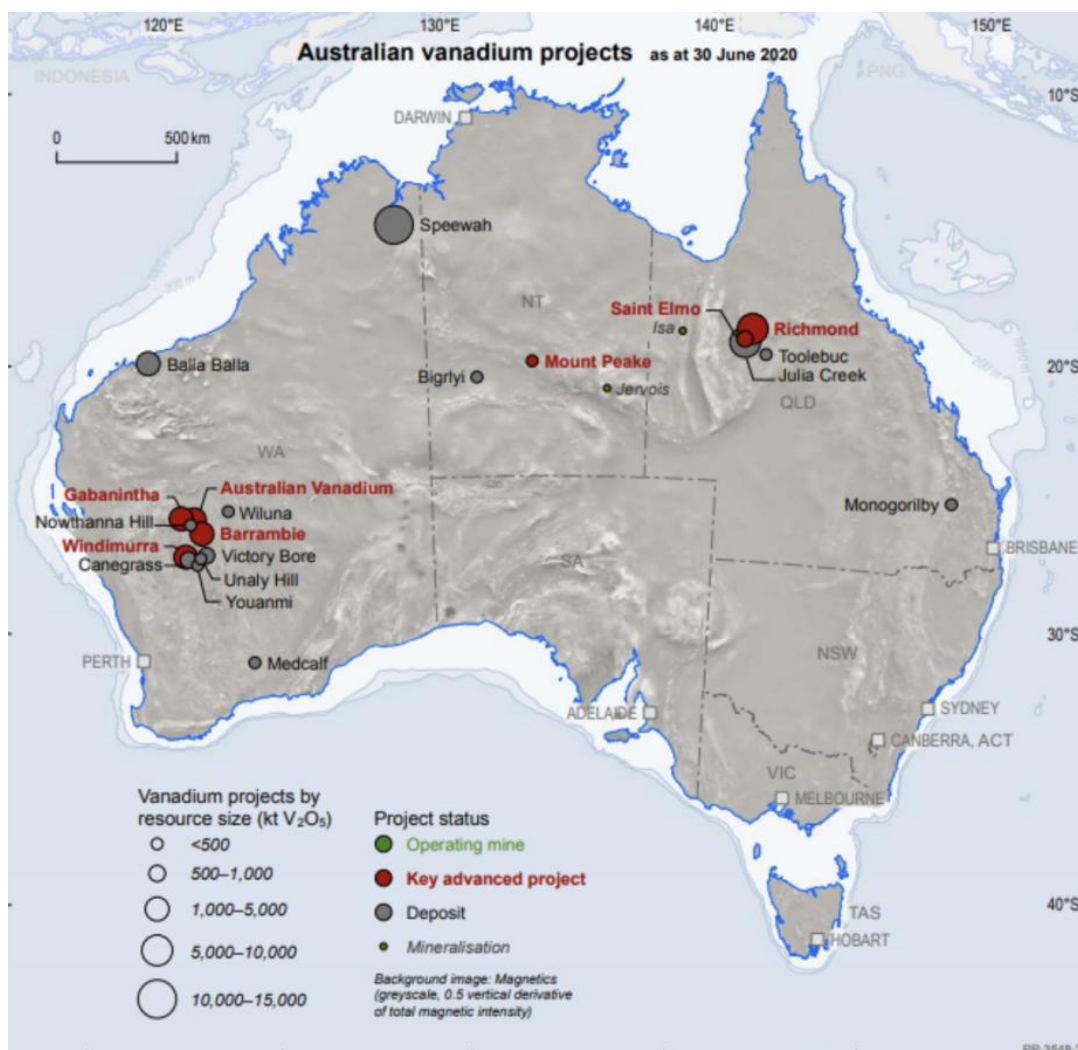 120°E
130°E
140°E
150°E
Australian vanadium projects as at 30 June 2020
INDONESIA
PNG
10°S
DARWIN
0
500 km
200 m
Speewah
NT
Saint Elmo
Isa
Richmond
Toolebuc
Julia Creek
Mount Peake
Balla Balla
Bigrlyi
Jervois
20°S
QLD
WA
Gabanintha
Australian Vanadium
Nowthanna Hill
Wiluna
Monogorilby
Barrambie
Windimurra
Victory Bore
Canegrass
BRISBANE
SA
Unaly Hill
Youanmi
30°S
NSW
PERTH
Medcalf
ADELAIDE
SYDNEY
CANBERRA, ACT
VIC
MELBOURNE
Vanadium projects by
resource size (kt V₂O₅)
<500
500–1,000
1,000–5,000
5,000–10,000
10,000–15,000
Project status
Operating mine
Key advanced project
Deposit
Mineralisation
Background image: Magnetics
(greyscale, 0.5 vertical derivative
of total magnetic intensity)
40°S
TAS
HOBART